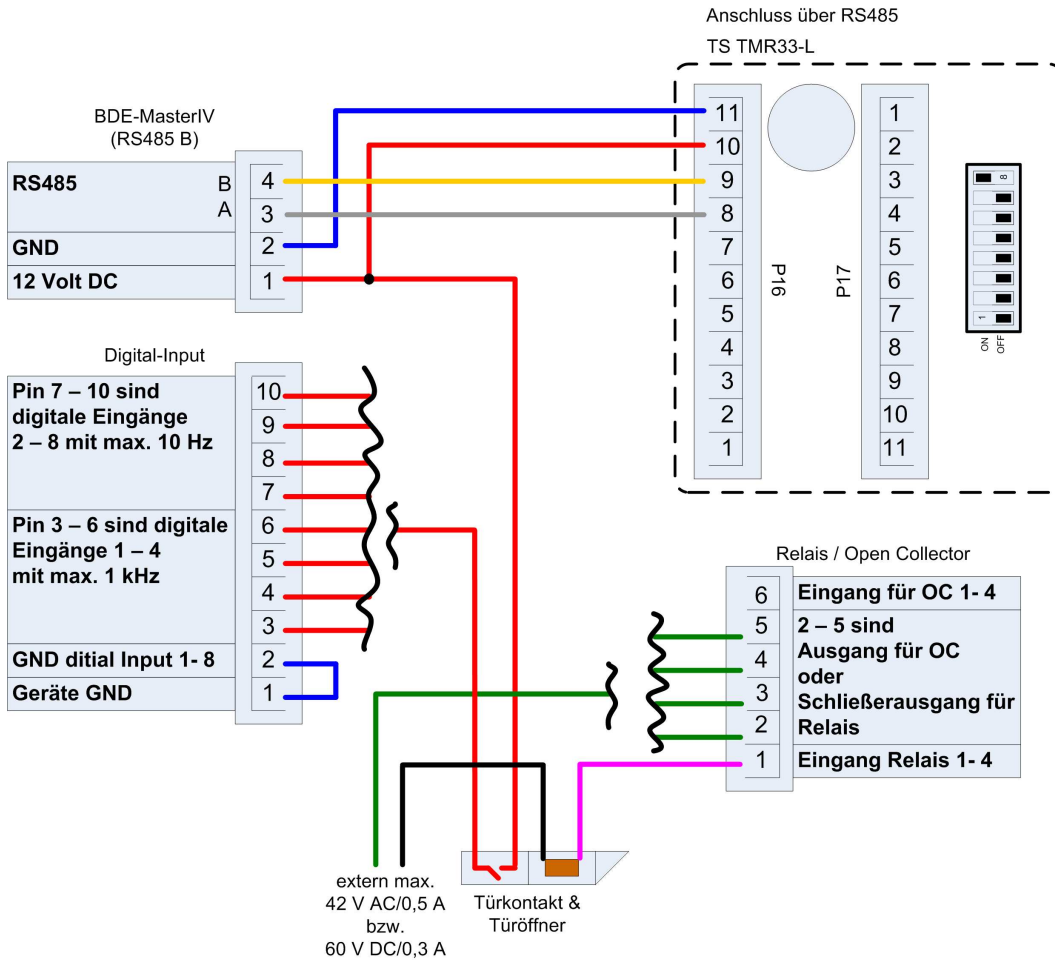 Anschluss über RS485
TS TMR33-L
BDE-MasterIV
(RS485 B)
RS485
B
A
GND
12 Volt DC
4
3
2
1
11
10
9
8
7
6
5
4
3
2
1
P16
P17
1
2
3
4
5
6
7
8
9
10
11
8
1
ON
OFF
Digital-Input
Pin 7 – 10 sind
digitale Eingänge
2 – 8 mit max. 10 Hz
Pin 3 – 6 sind digitale
Eingänge 1 – 4
mit max. 1 kHz
GND ditial Input 1- 8
Geräte GND
10
9
8
7
6
5
4
3
2
1
Relais / Open Collector
6
5
4
3
2
1
Eingang für OC 1- 4
2 – 5 sind
Ausgang für OC
oder
Schließerausgang für
Relais
Eingang Relais 1- 4
extern max.
42 V AC/0,5 A
bzw.
60 V DC/0,3 A
Türkontakt &
Türöffner